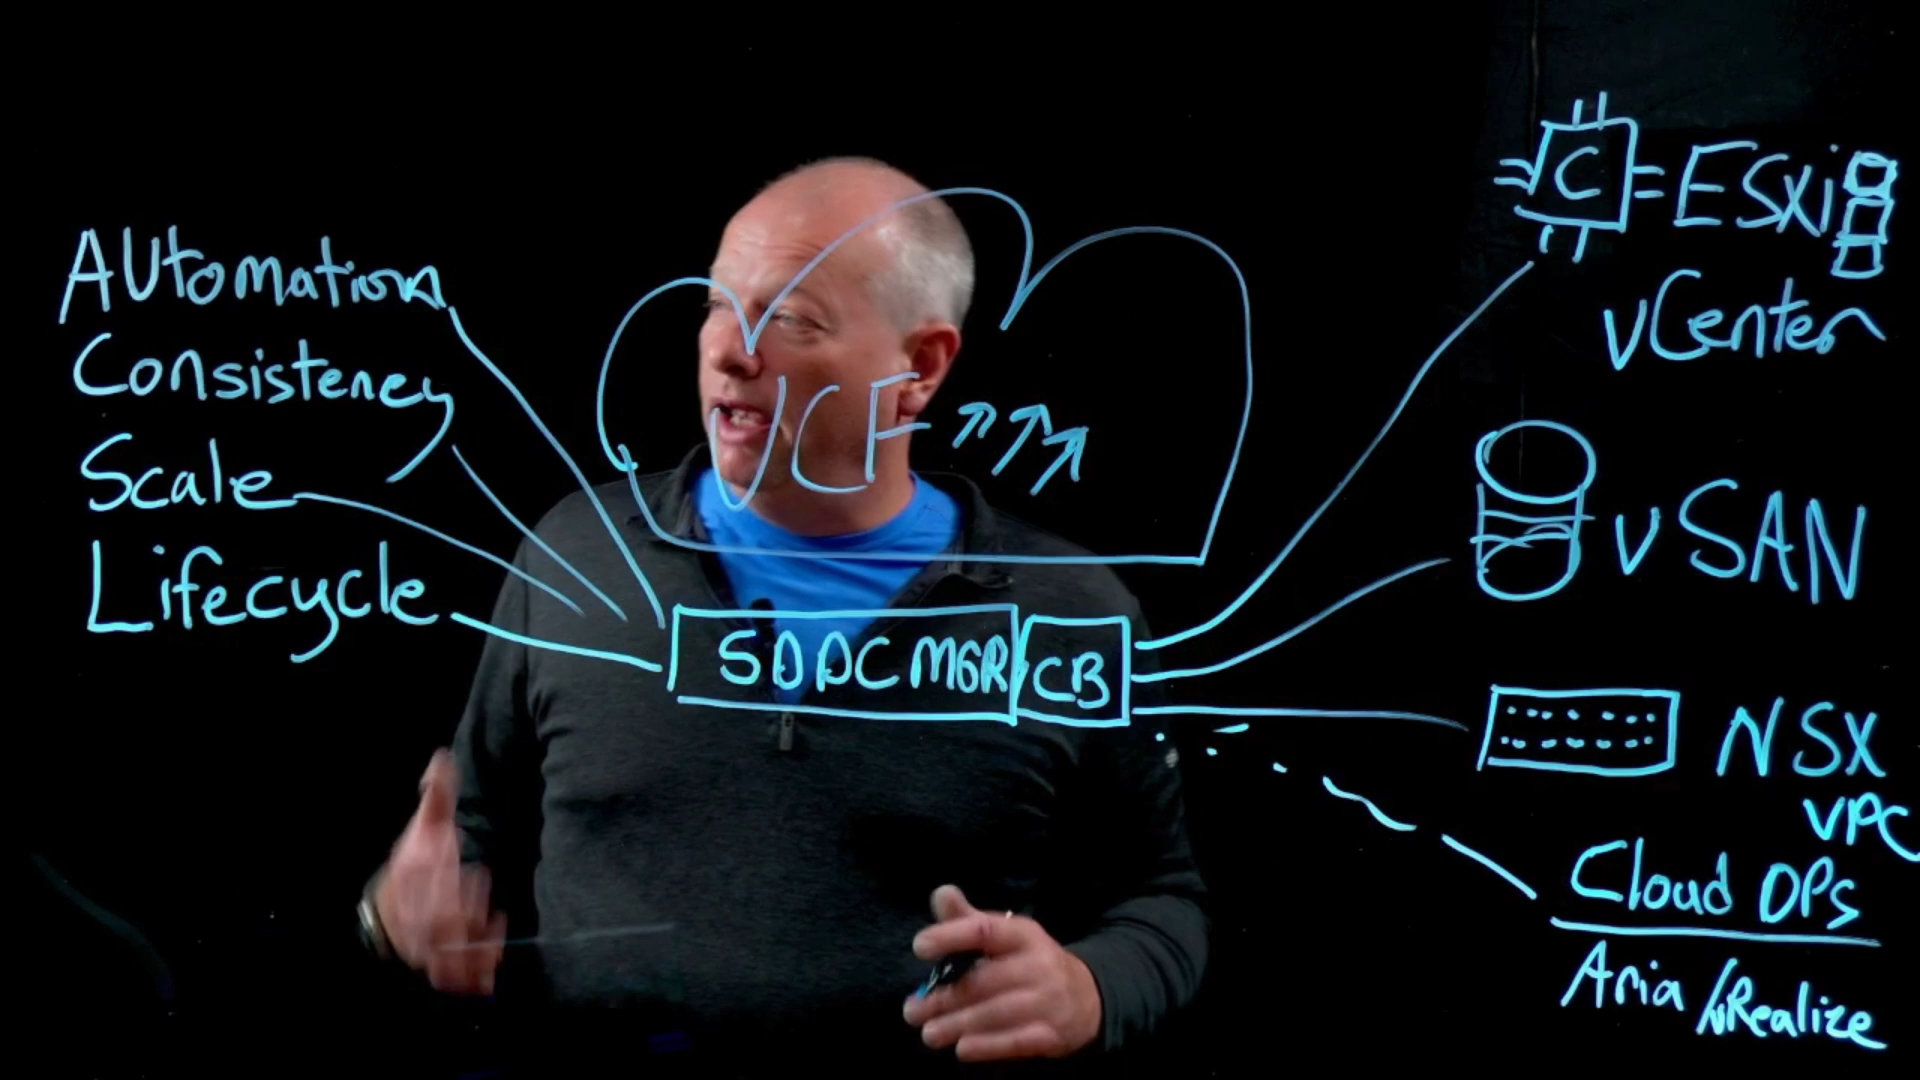 AUtomation
Consistency
Scale
Lifecycle
VCF
SDDC MGR
CB
C
ESXi
vCenter
vSAN
NSX
VPC
Cloud OPs
Aria/vRealize